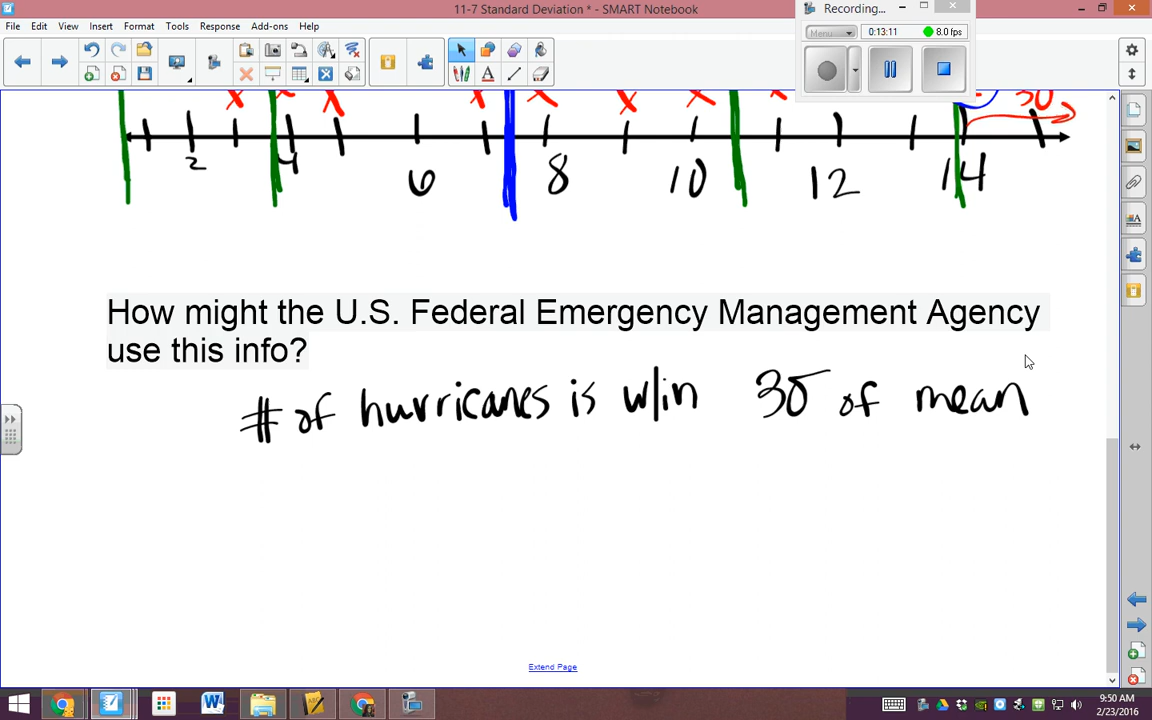 11-7 Standard Deviation * - SMART Notebook
Recording...
File Edit View Insert Format Tools Response Add-ons Help
Menu 0:13:11 8.0 fps
x x x x x x x x 3σ
2 4 6 8 10 12 14
How might the U.S. Federal Emergency Management Agency
use this info?
# of hurricanes is w/in 3σ of mean
Extend Page
9:50 AM
2/23/2016